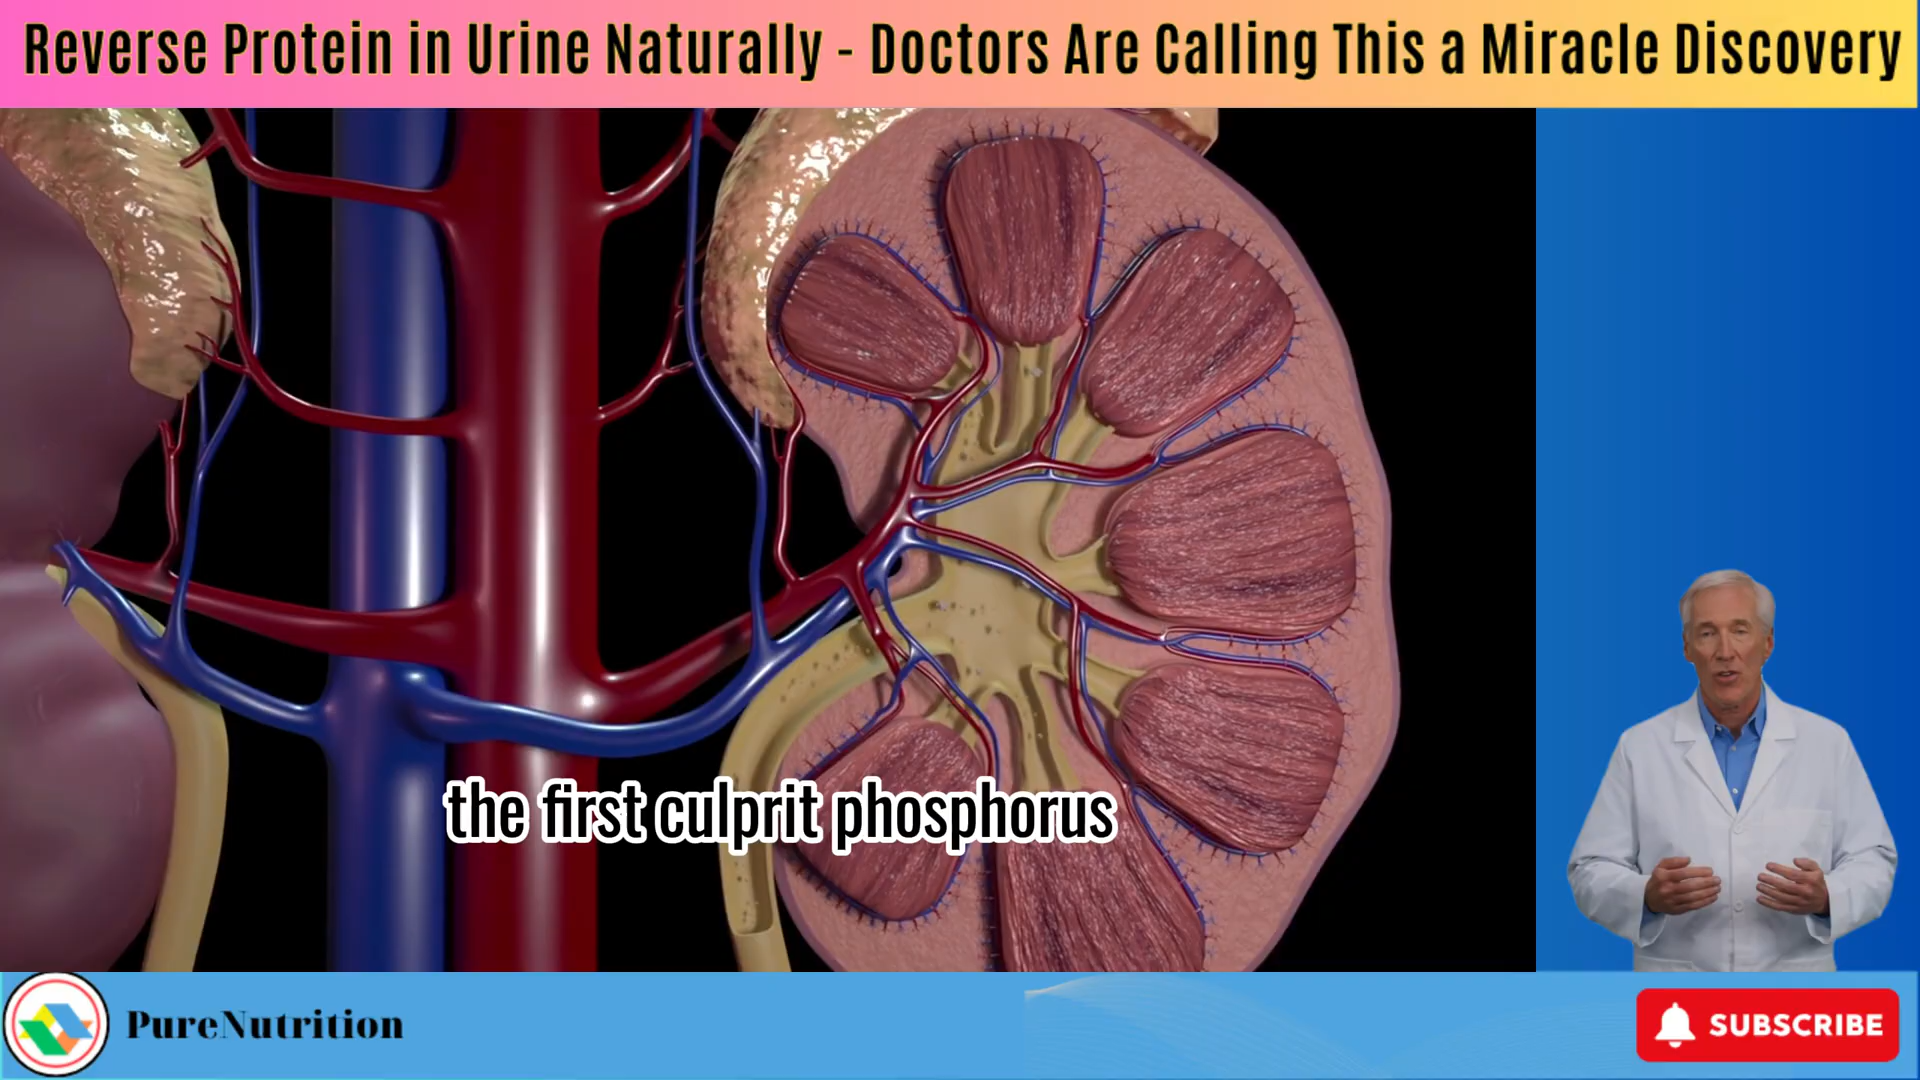 Reverse Protein in Urine Naturally - Doctors Are Calling This a Miracle Discovery
the first culprit phosphorus
PureNutrition
SUBSCRIBE